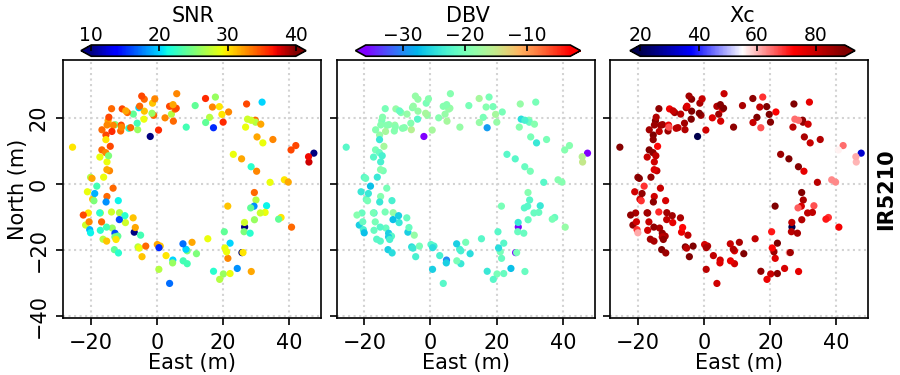 SNR DBV Xc
10 20 30 40 −30 −20 −10 20 40 60 80
North (m)
20
0
−20
−40
−20 0 20 40 −20 0 20 40 −20 0 20 40
East (m) East (m) East (m)
IR5210